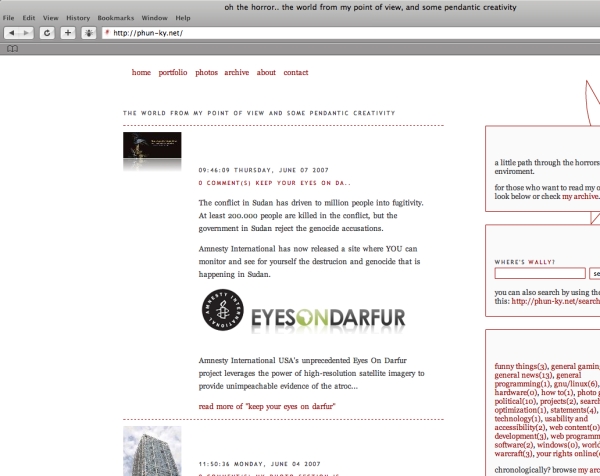 oh the horror.. the world from my point of view, and some pendantic creativity
File Edit View History Bookmarks Window Help
http://phun-ky.net/
home portfolio photos archive about contact
THE WORLD FROM MY POINT OF VIEW AND SOME PENDANTIC CREATIVITY
09:46:09 THURSDAY, JUNE 07 2007
0 COMMENT(S) KEEP YOUR EYES ON DA..
The conflict in Sudan has driven to million people into fugitivity.
At least 200.000 people are killed in the conflict, but the
government in Sudan reject the genocide accusations.
Amnesty International has now released a site where YOU can
monitor and see for yourself the destrucion and genocide that is
happening in Sudan.
AMNESTY INTERNATIONAL
EYESONDARFUR
Amnesty International USA's unprecedented Eyes On Darfur
project leverages the power of high-resolution satellite imagery to
provide unimpeachable evidence of the atroc...
read more of "keep your eyes on darfur"
11:50:36 MONDAY, JUNE 04 2007
a little path through the horrors
enviroment.
for those who want to read my o
look below or check my archive.
WHERE'S WALLY?
se
you can also search by using the
this: http://phun-ky.net/search
funny things(3), general gaming
general news(13), general
programming(1), gnu/linux(6),
hardware(0), how to(1), photo g
political(10), projects(2), search
optimization(1), statements(4),
technology(1), usability and
accessibility(2), web content(0)
development(3), web programm
software(2), windows(0), world
warcraft(3), your rights online(
chronologically? browse my arc